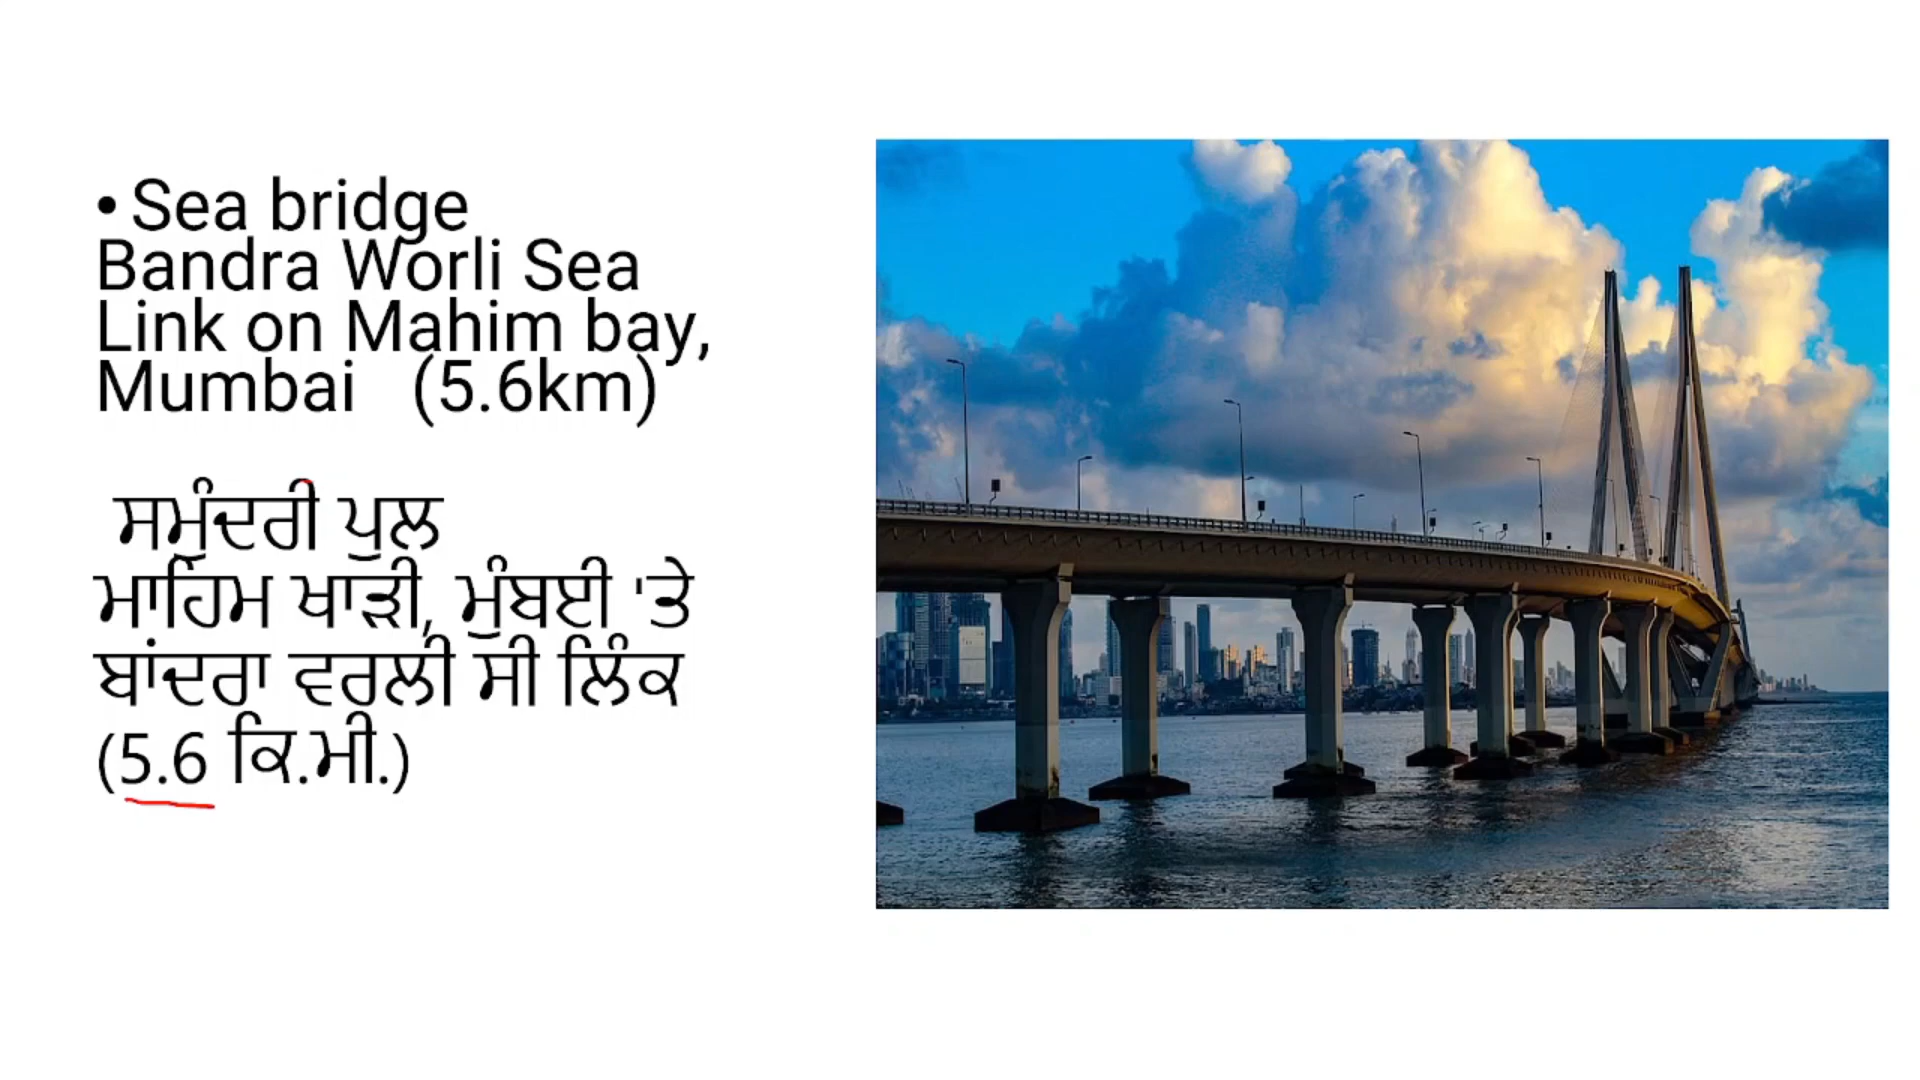 • Sea bridge
Bandra Worli Sea
Link on Mahim bay,
Mumbai (5.6km)
ਸਮੁੰਦਰੀ ਪੁਲ
ਮਾਹਿਮ ਖਾੜੀ, ਮੁੰਬਈ 'ਤੇ
ਬਾਂਦਰਾ ਵਰਲੀ ਸੀ ਲਿੰਕ
(5.6 ਕਿ.ਮੀ.)